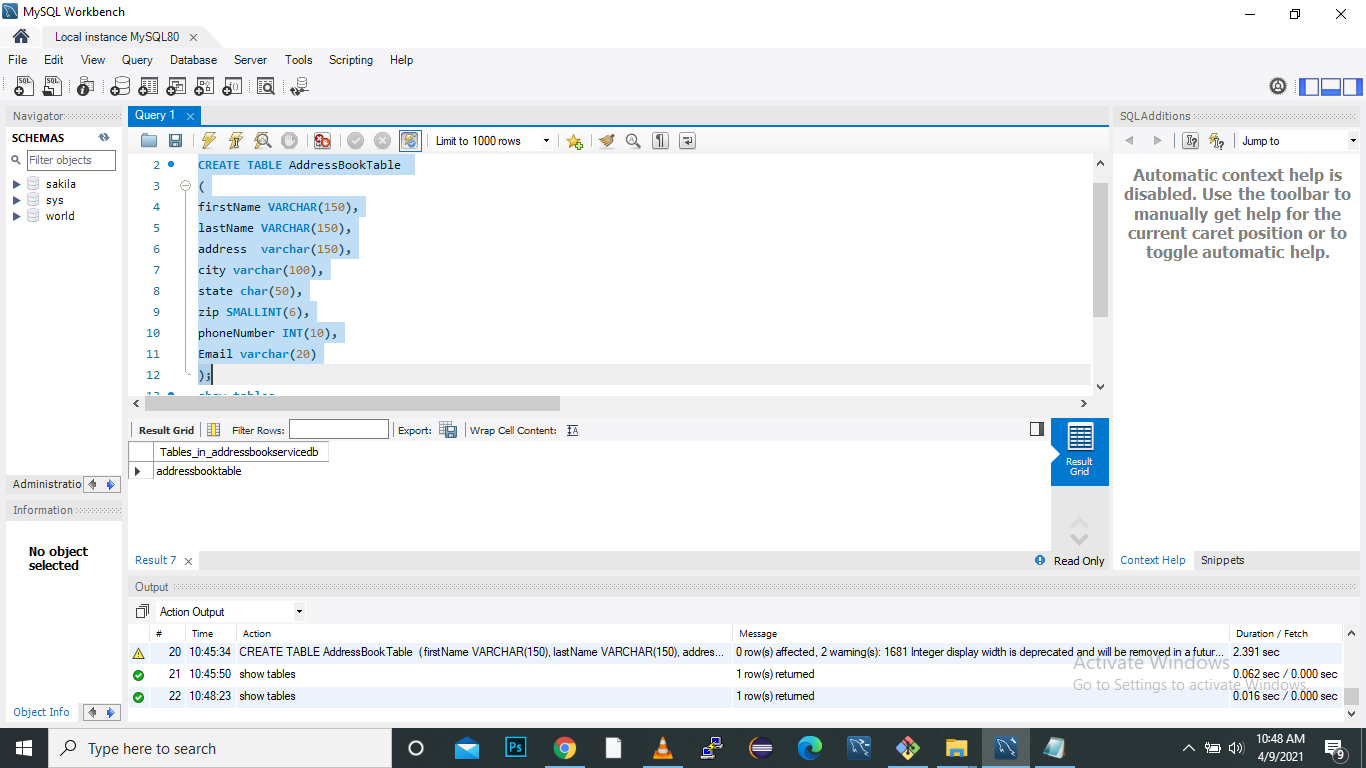 MySQL Workbench
Local instance MySQL80
File Edit View Query Database Server Tools Scripting Help
Navigator
SCHEMAS
Filter objects
sakila
sys
world
Administratio
Information
No object
selected
Object Info
Query 1
Limit to 1000 rows
2 CREATE TABLE AddressBookTable
3 (
4 firstName VARCHAR(150),
5 lastName VARCHAR(150),
6 address  varchar(150),
7 city varchar(100),
8 state char(50),
9 zip SMALLINT(6),
10 phoneNumber INT(10),
11 Email varchar(20)
12 );
13 show tables
Result Grid Filter Rows: Export: Wrap Cell Content:
Tables_in_addressbookservicedb
addressbooktable
Result
Grid
Result 7
Read Only
SQLAdditions
Jump to
Automatic context help is
disabled. Use the toolbar to
manually get help for the
current caret position or to
toggle automatic help.
Context Help Snippets
Output
Action Output
# Time Action Message Duration / Fetch
20 10:45:34 CREATE TABLE AddressBookTable ( firstName VARCHAR(150), lastName VARCHAR(150), addres... 0 row(s) affected, 2 warning(s): 1681 Integer display width is deprecated and will be removed in a futur... 2.391 sec
21 10:45:50 show tables 1 row(s) returned 0.062 sec / 0.000 sec
22 10:48:23 show tables 1 row(s) returned 0.016 sec / 0.000 sec
Activate Windows
Go to Settings to activate Windows.
Type here to search
Ps
10:48 AM
4/9/2021
9